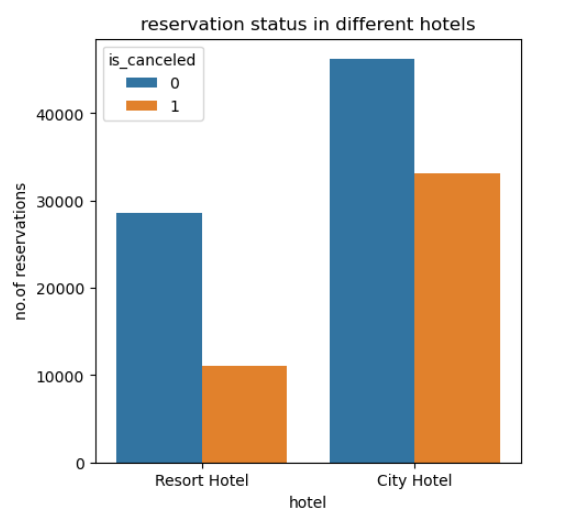 reservation status in different hotels
is_canceled
0
1
no.of reservations
40000
30000
20000
10000
0
Resort Hotel
City Hotel
hotel